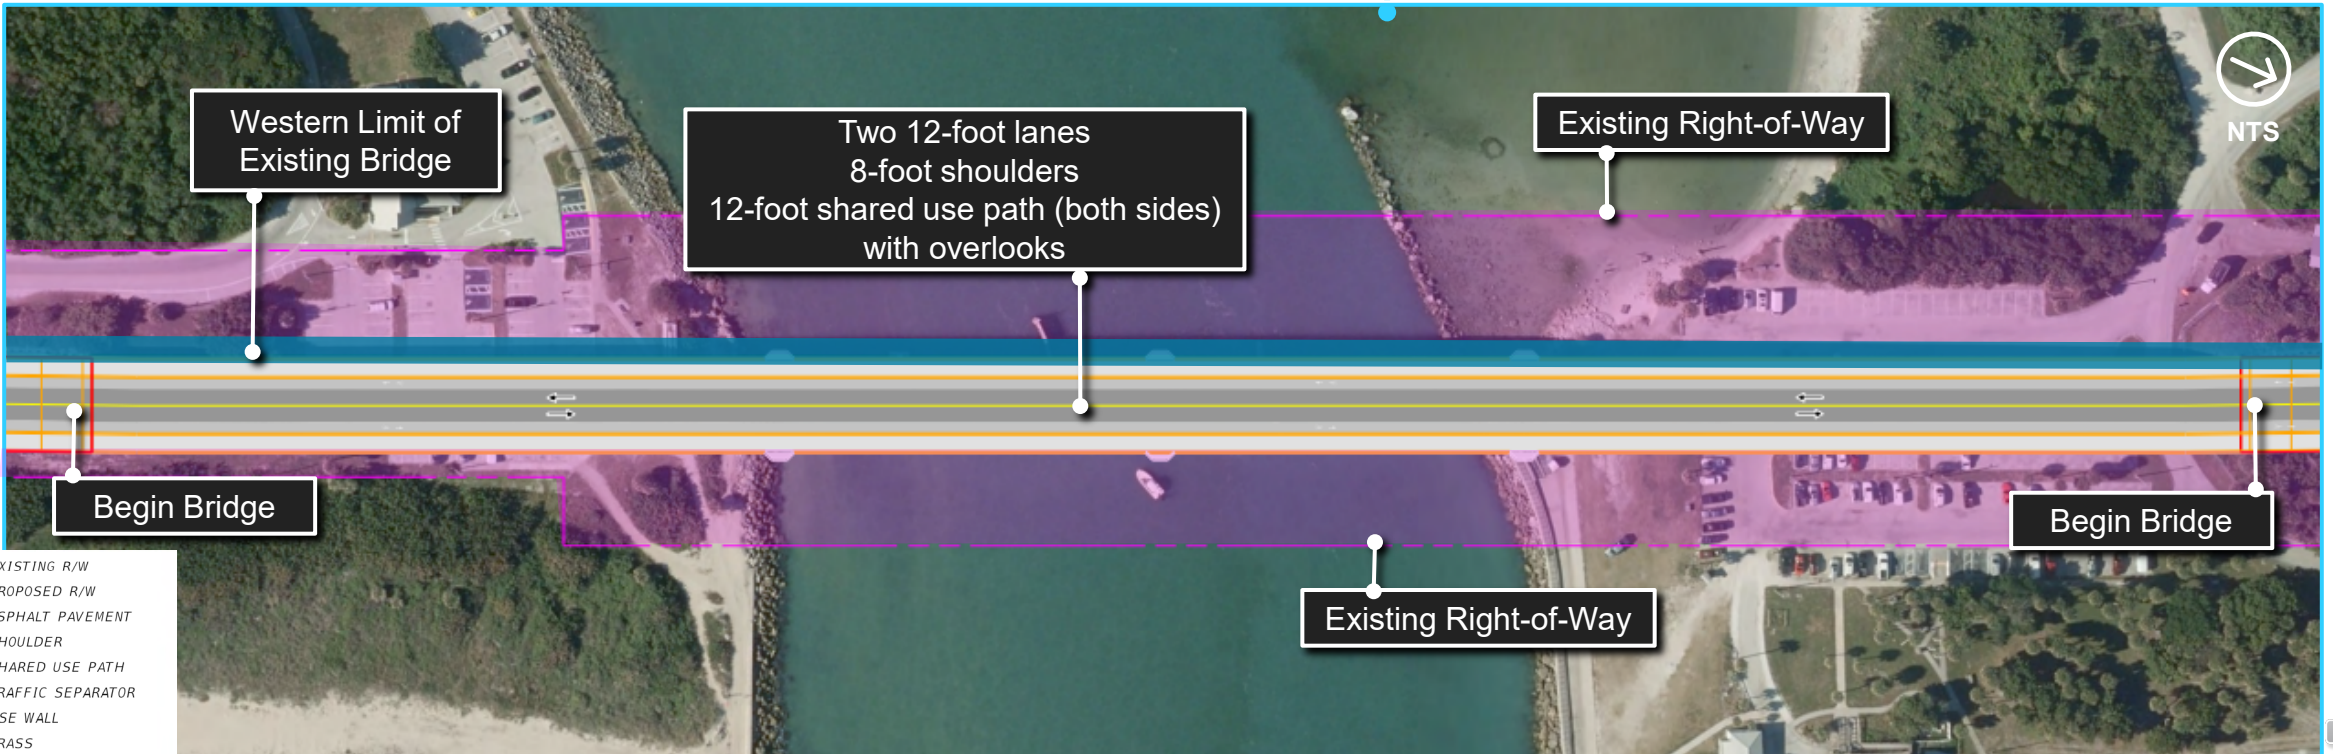 NTS
Western Limit of
Existing Bridge
Two 12-foot lanes
8-foot shoulders
12-foot shared use path (both sides)
with overlooks
Existing Right-of-Way
Begin Bridge
Begin Bridge
Existing Right-of-Way
XISTING R/W
ROPOSED R/W
SPHALT PAVEMENT
HOULDER
HARED USE PATH
RAFFIC SEPARATOR
SE WALL
RASS